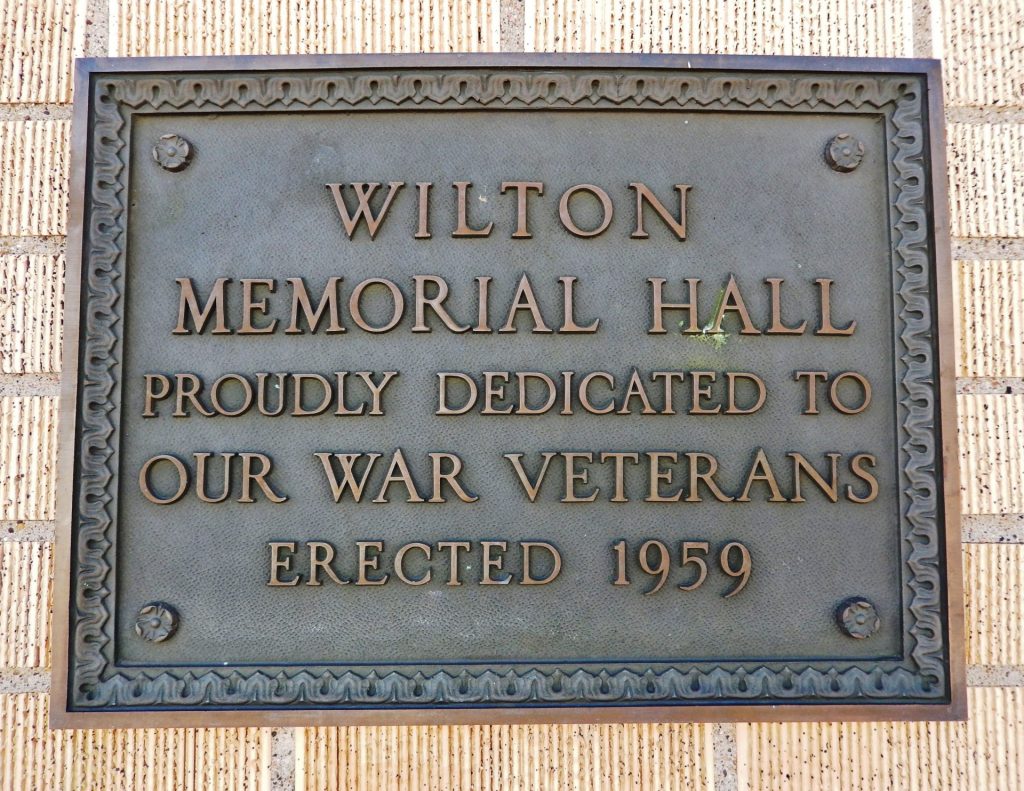 WILTON
MEMORIAL HALL
PROUDLY DEDICATED TO
OUR WAR VETERANS
ERECTED 1959